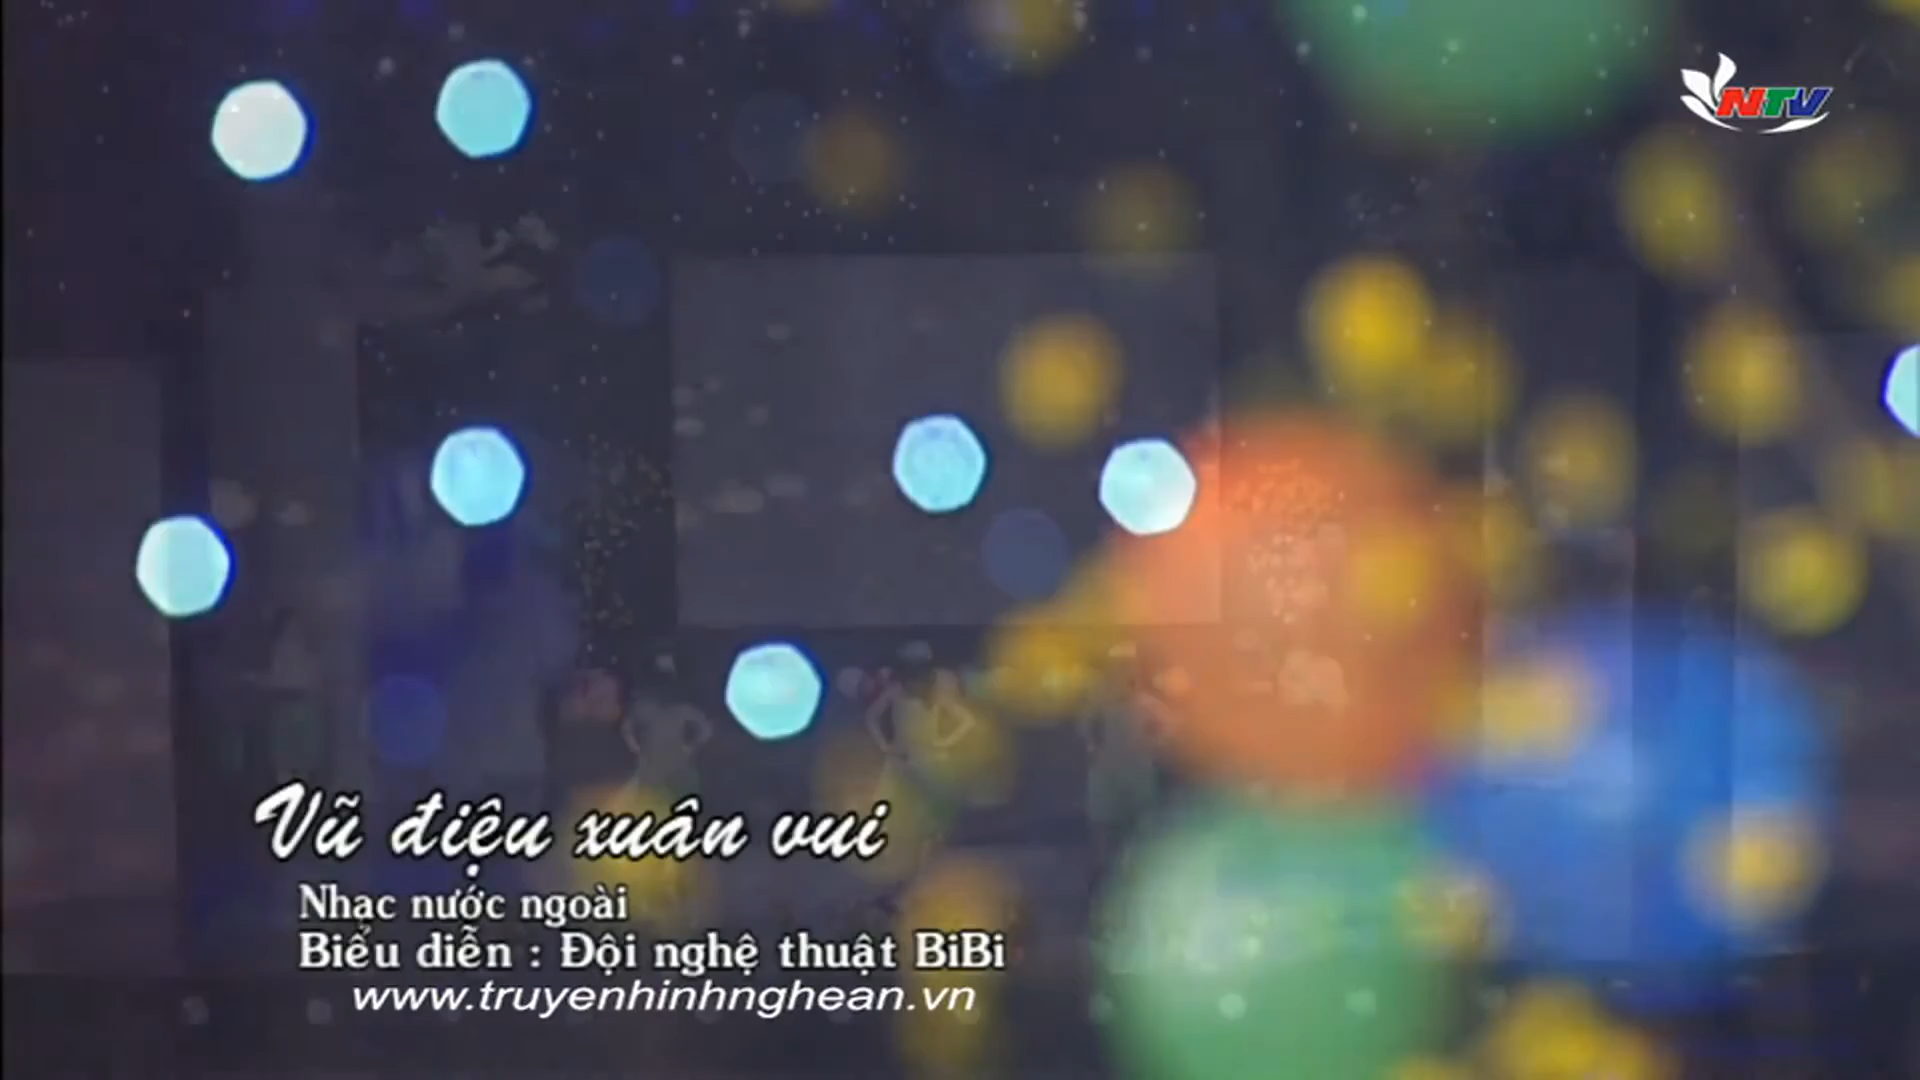 NTV
Vũ điệu xuân vui
Nhạc nước ngoài
Biểu diễn : Đội nghệ thuật BiBi
www.truyenhinhnghean.vn